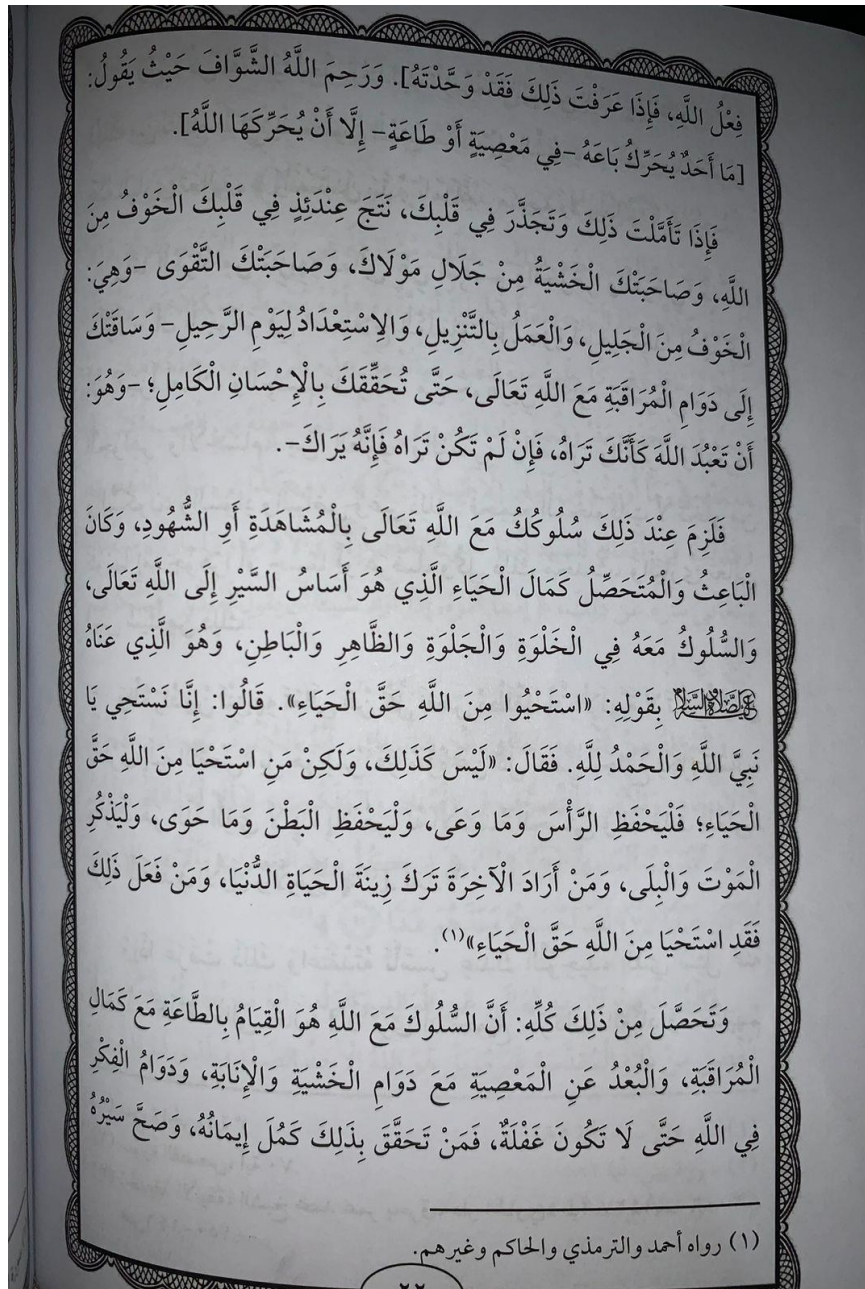 فِعْلُ اللَّهِ، فَإِذَا عَرَفْتَ ذَلِكَ فَقَدْ وَحَّدْتَهُ]. وَرَحِمَ اللَّهُ الشَّوَّافَ حَيْثُ يَقُولُ:
[مَا أَحَدٌ يُحَرِّكُ بَاعَهُ -فِي مَعْصِيَةٍ أَوْ طَاعَةٍ- إِلَّا أَنْ يُحَرِّكَهَا اللَّهُ].
فَإِذَا تَأَمَّلْتَ ذَلِكَ وَتَجَذَّرَ فِي قَلْبِكَ، نَتَجَ عِنْدَئِذٍ فِي قَلْبِكَ الْخَوْفُ مِنَ
اللهِ، وَصَاحَبَتْكَ الْخَشْيَةُ مِنْ جَلَالِ مَوْلَاكَ، وَصَاحَبَتْكَ التَّقْوَى -وَهِيَ:
الْخَوْفُ مِنَ الْجَلِيلِ، وَالْعَمَلُ بِالتَّنْزِيلِ، وَالِاسْتِعْدَادُ لِيَوْمِ الرَّحِيلِ- وَسَاقَتْكَ
إِلَى دَوَامِ الْمُرَاقَبَةِ مَعَ اللَّهِ تَعَالَى، حَتَّى تُحَقِّقَكَ بِالْإِحْسَانِ الْكَامِلِ؛ -وَهُوَ:
أَنْ تَعْبُدَ اللَّهَ كَأَنَّكَ تَرَاهُ، فَإِنْ لَمْ تَكُنْ تَرَاهُ فَإِنَّهُ يَرَاكَ-.
فَلَزِمَ عِنْدَ ذَلِكَ سُلُوكُكُ مَعَ اللَّهِ تَعَالَى بِالْمُشَاهَدَةِ أَوِ الشُّهُودِ، وَكَانَ
الْبَاعِثُ وَالْمُتَحَصِّلُ كَمَالَ الْحَيَاءِ الَّذِي هُوَ أَسَاسُ السَّيْرِ إِلَى اللَّهِ تَعَالَى،
وَالسُّلُوكُ مَعَهُ فِي الْخَلْوَةِ وَالْجَلْوَةِ وَالظَّاهِرِ وَالْبَاطِنِ، وَهُوَ الَّذِي عَنَاهُ
عليه الصلاة والسلام بِقَوْلِهِ: «اسْتَحْيُوا مِنَ اللَّهِ حَقَّ الْحَيَاءِ». قَالُوا: إِنَّا نَسْتَحِي يَا
نَبِيَّ اللَّهِ وَالْحَمْدُ لِلَّهِ. فَقَالَ: «لَيْسَ كَذَلِكَ، وَلَكِنْ مَنِ اسْتَحْيَا مِنَ اللَّهِ حَقَّ
الْحَيَاءِ؛ فَلْيَحْفَظِ الرَّأْسَ وَمَا وَعَى، وَلْيَحْفَظِ الْبَطْنَ وَمَا حَوَى، وَلْيَذْكُرِ
الْمَوْتَ وَالْبِلَى، وَمَنْ أَرَادَ الْآخِرَةَ تَرَكَ زِينَةَ الْحَيَاةِ الدُّنْيَا، وَمَنْ فَعَلَ ذَلِكَ
فَقَدِ اسْتَحْيَا مِنَ اللَّهِ حَقَّ الْحَيَاءِ»(١).
وَتَحَصَّلَ مِنْ ذَلِكَ كُلِّهِ: أَنَّ السُّلُوكَ مَعَ اللَّهِ هُوَ الْقِيَامُ بِالطَّاعَةِ مَعَ كَمَالِ
الْمُرَاقَبَةِ، وَالْبُعْدُ عَنِ الْمَعْصِيَةِ مَعَ دَوَامِ الْخَشْيَةِ وَالْإِنَابَةِ، وَدَوَامُ الْفِكْرِ
فِي اللَّهِ حَتَّى لَا تَكُونَ غَفْلَةٌ، فَمَنْ تَحَقَّقَ بِذَلِكَ كَمُلَ إِيمَانُهُ، وَصَحَّ سَيْرُهُ
(١) رواه أحمد والترمذي والحاكم وغيرهم.